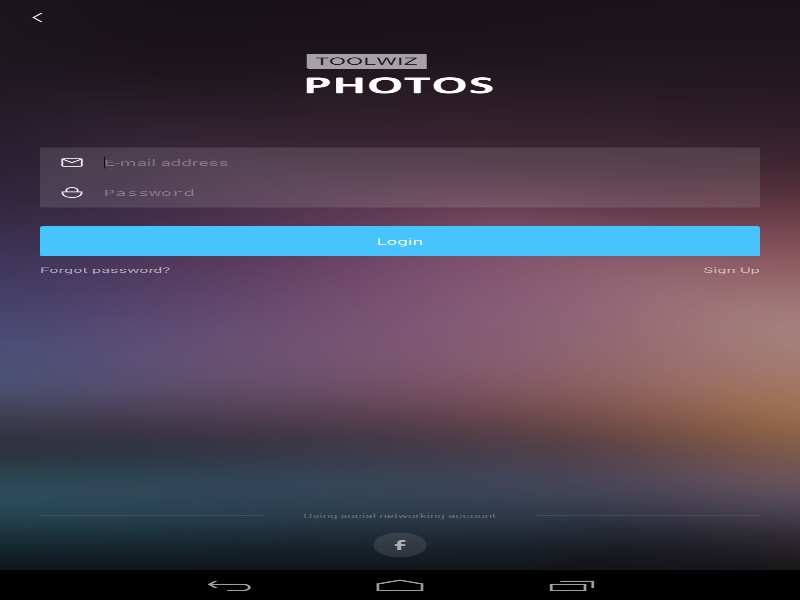 <
TOOLWIZ
PHOTOS
E-mail address
Password
Login
Forgot password?
Sign Up
Using social networking account
f